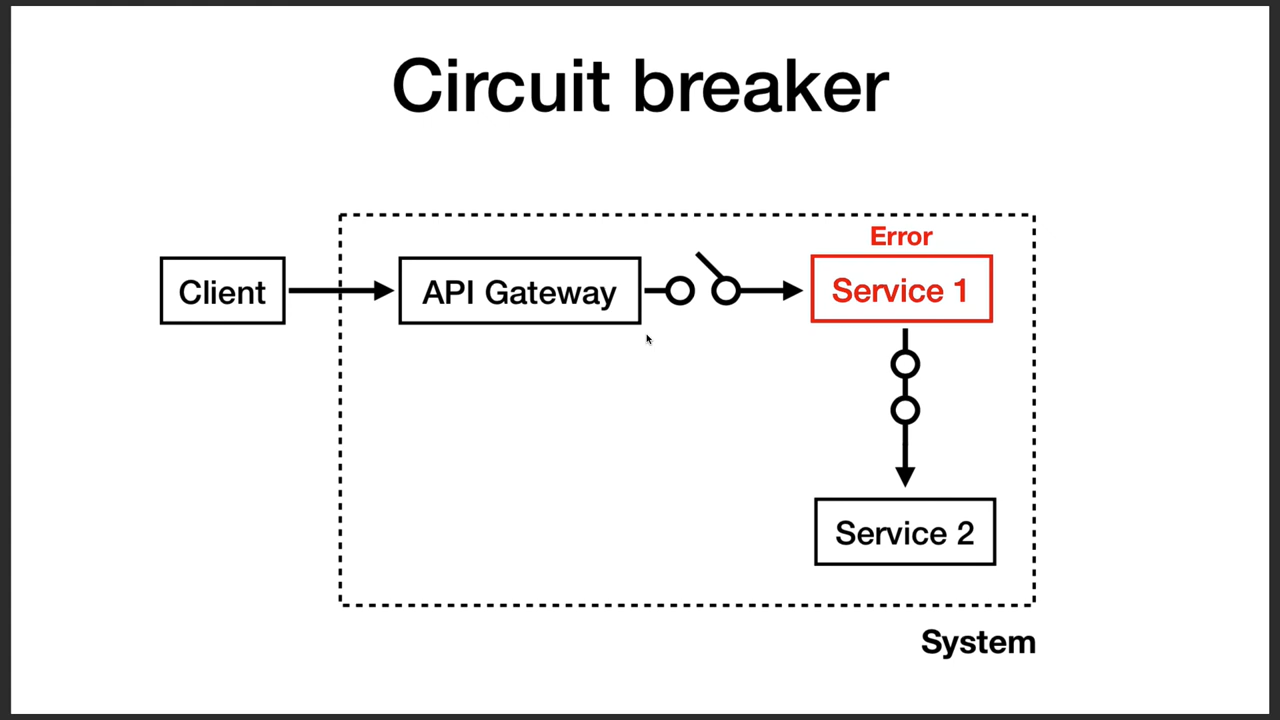 Circuit breaker
Error
Client
API Gateway
Service 1
Service 2
System